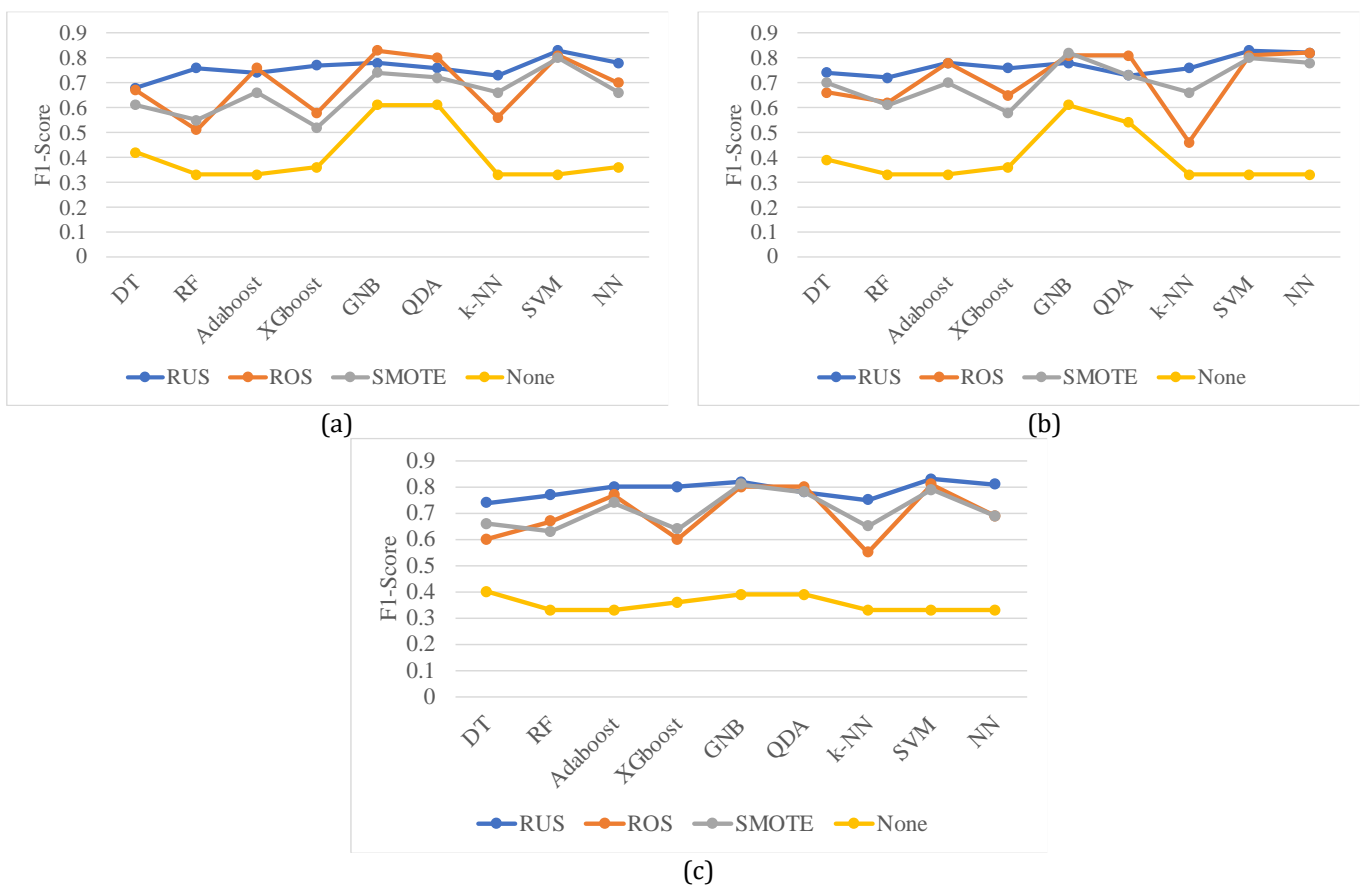 F1-Score
0.9
0.8
0.7
0.6
0.5
0.4
0.3
0.2
0.1
0
DT RF Adaboost XGboost GNB QDA k-NN SVM NN
RUS ROS SMOTE None
(a)
F1-Score
0.9
0.8
0.7
0.6
0.5
0.4
0.3
0.2
0.1
0
DT RF Adaboost XGboost GNB QDA k-NN SVM NN
RUS ROS SMOTE None
(b)
F1-Score
0.9
0.8
0.7
0.6
0.5
0.4
0.3
0.2
0.1
0
DT RF Adaboost XGboost GNB QDA k-NN SVM NN
RUS ROS SMOTE None
(c)